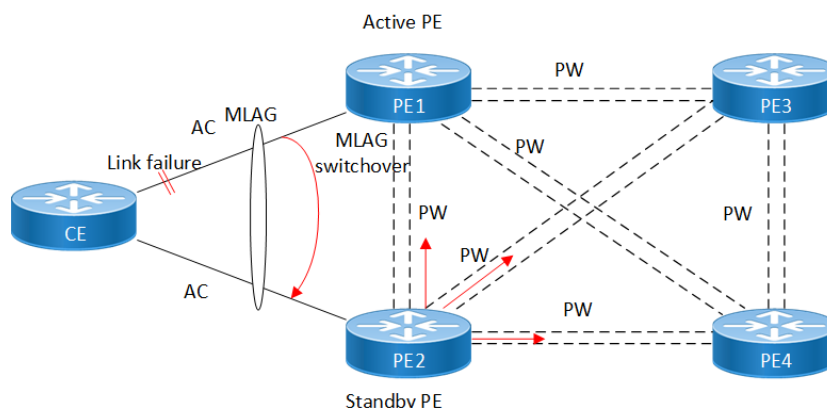 Active PE
PE1
PW
PE3
AC
MLAG
MLAG
switchover
Link failure
PW
CE
PW
PW
PW
AC
PW
PE2
PE4
Standby PE